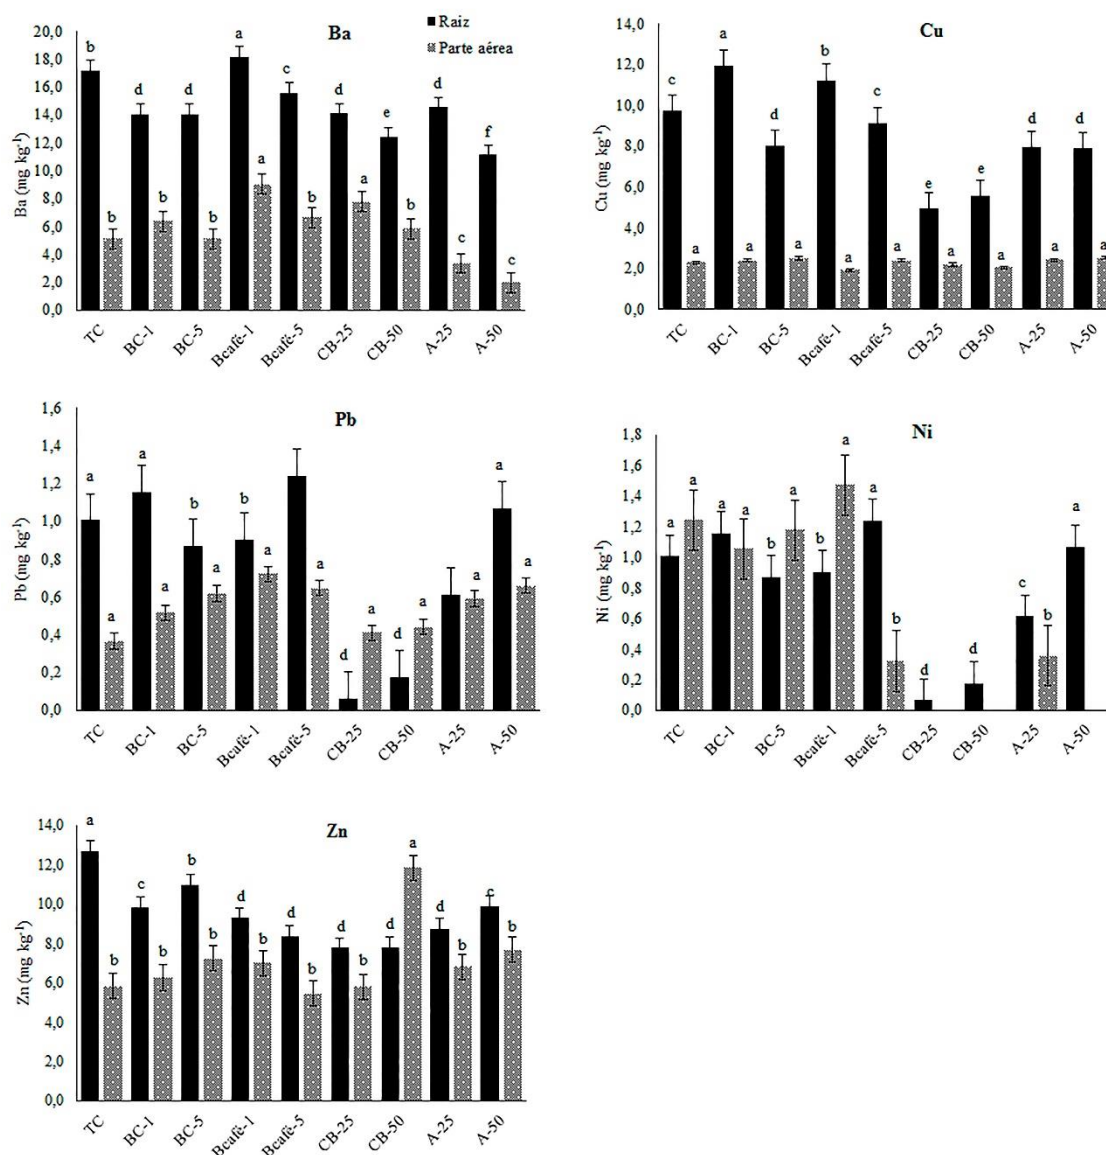 Ba
Raiz
Parte aérea
Ba (mg kg-1)
20,0
18,0
16,0
14,0
12,0
10,0
8,0
6,0
4,0
2,0
0,0
b d d a c d e d f
b b b a b a b c c
TC BC-1 BC-5 Bcafé-1 Bcafé-5 CB-25 CB-50 A-25 A-50
Cu
Cu (mg kg-1)
14,0
12,0
10,0
8,0
6,0
4,0
2,0
0,0
c a d b c e e d d
a a a a a a a a a
TC BC-1 BC-5 Bcafé-1 Bcafé-5 CB-25 CB-50 A-25 A-50
Pb
Pb (mg kg-1)
1,6
1,4
1,2
1,0
0,8
0,6
0,4
0,2
0,0
a a b b d d a
a a a a a a a a a
TC BC-1 BC-5 Bcafé-1 Bcafé-5 CB-25 CB-50 A-25 A-50
Ni
Ni (mg kg-1)
1,8
1,6
1,4
1,2
1,0
0,8
0,6
0,4
0,2
0,0
a a b b a d d c a
a a a a b b
TC BC-1 BC-5 Bcafé-1 Bcafé-5 CB-25 CB-50 A-25 A-50
Zn
Zn (mg kg-1)
14,0
12,0
10,0
8,0
6,0
4,0
2,0
0,0
a c b d d d d d c
b b b b b b a b b
TC BC-1 BC-5 Bcafé-1 Bcafé-5 CB-25 CB-50 A-25 A-50